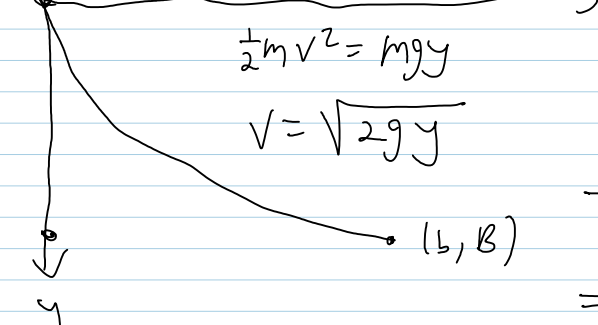 ½mv² = mgy
v = √2gy
(b, B)
y
=